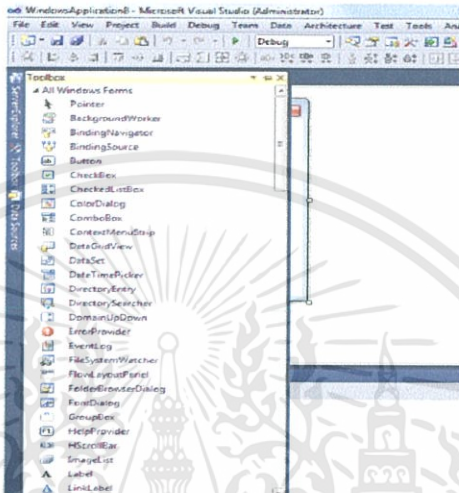 WindowsApplication8 - Microsoft Visual Studio (Administrator)
File Edit View Project Build Debug Team Data Architecture Test Tools
Debug
Toolbox
Server Explorer Toolbox Data Sources
All Windows Forms
Pointer
BackgroundWorker
BindingNavigator
BindingSource
Button
CheckBox
CheckedListBox
ColorDialog
ComboBox
ContextMenuStrip
DataGridView
DataSet
DateTimePicker
DirectoryEntry
DirectorySearcher
DomainUpDown
ErrorProvider
EventLog
FileSystemWatcher
FlowLayoutPanel
FolderBrowserDialog
FontDialog
GroupBox
HelpProvider
HScrollBar
ImageList
Label
LinkLabel